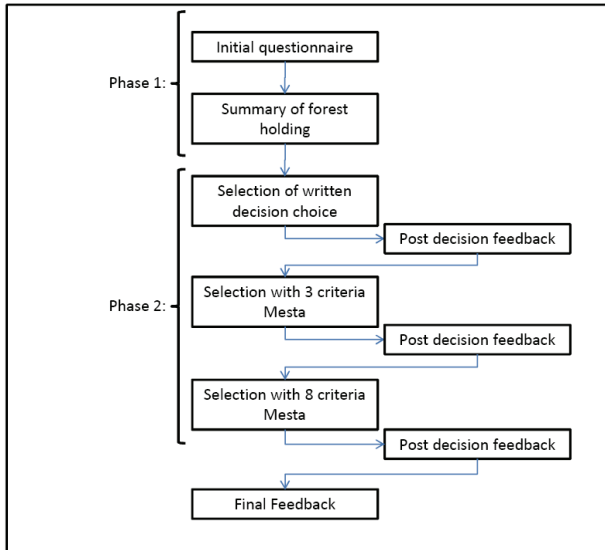 Phase 1:
Initial questionnaire
Summary of forest
holding
Phase 2:
Selection of written
decision choice
Post decision feedback
Selection with 3 criteria
Mesta
Post decision feedback
Selection with 8 criteria
Mesta
Post decision feedback
Final Feedback